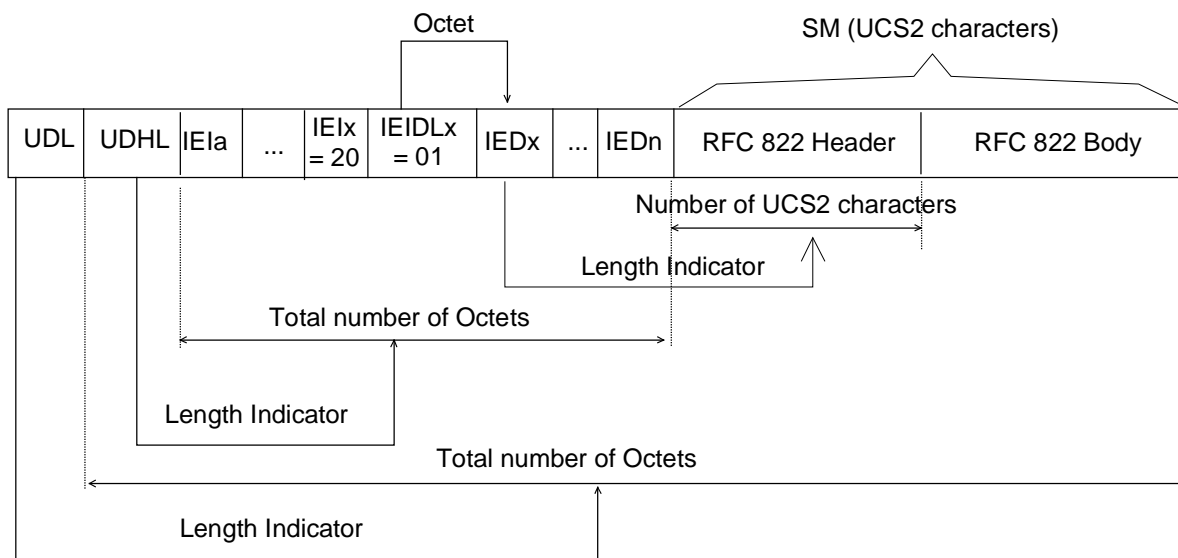 Octet
SM (UCS2 characters)
UDL UDHL IEIa ... IEIx = 20 IEIDLx = 01 IEDx ... IEDn RFC 822 Header RFC 822 Body
Number of UCS2 characters
Length Indicator
Total number of Octets
Length Indicator
Total number of Octets
Length Indicator